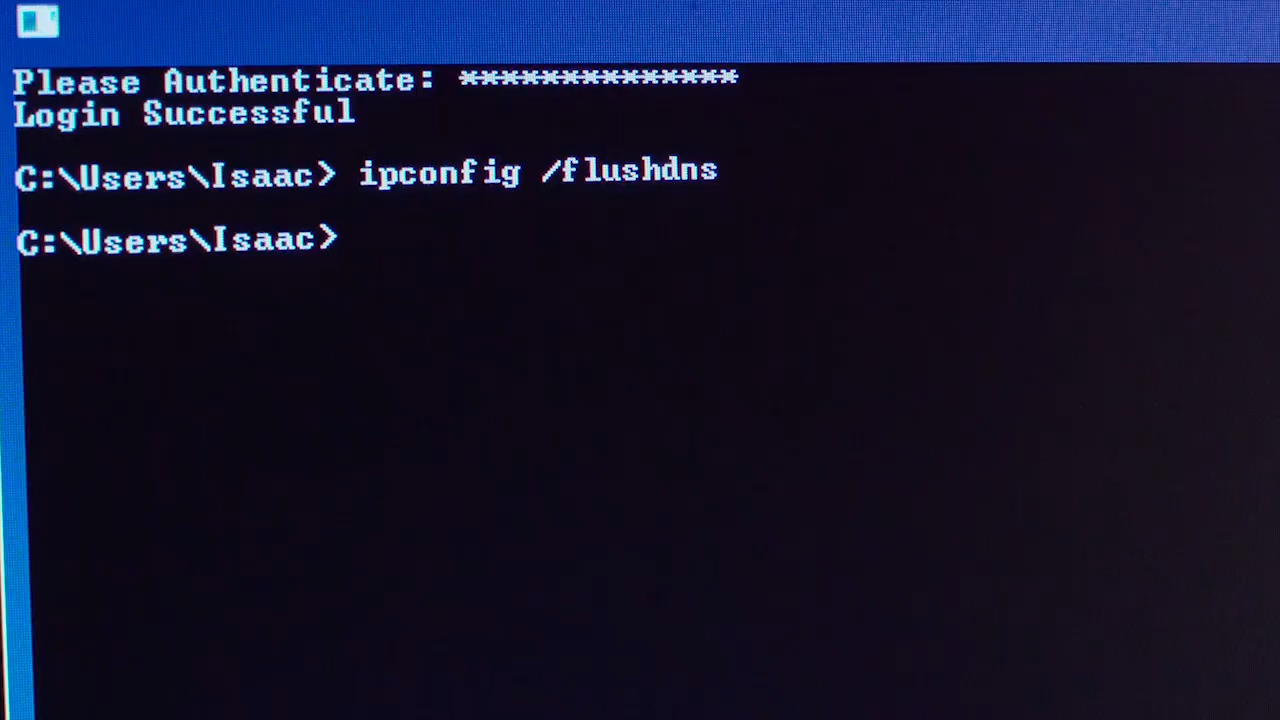 Please Authenticate: **************
Login Successful
C:\Users\Isaac> ipconfig /flushdns
C:\Users\Isaac>